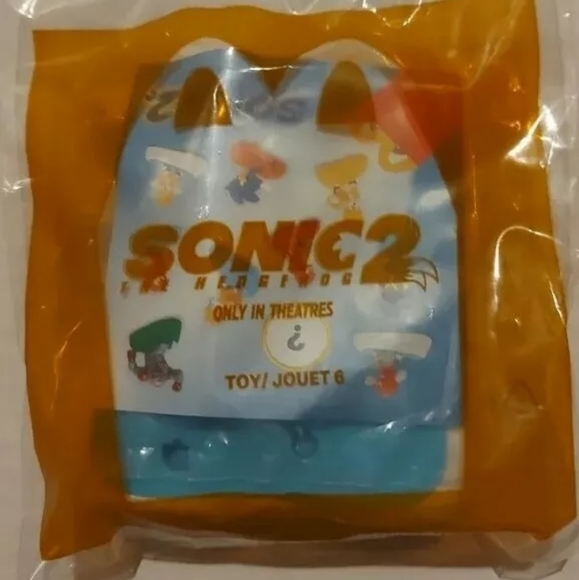 SONIC 2
THE HEDGEHOG
ONLY IN THEATRES
?
TOY/ JOUET 6